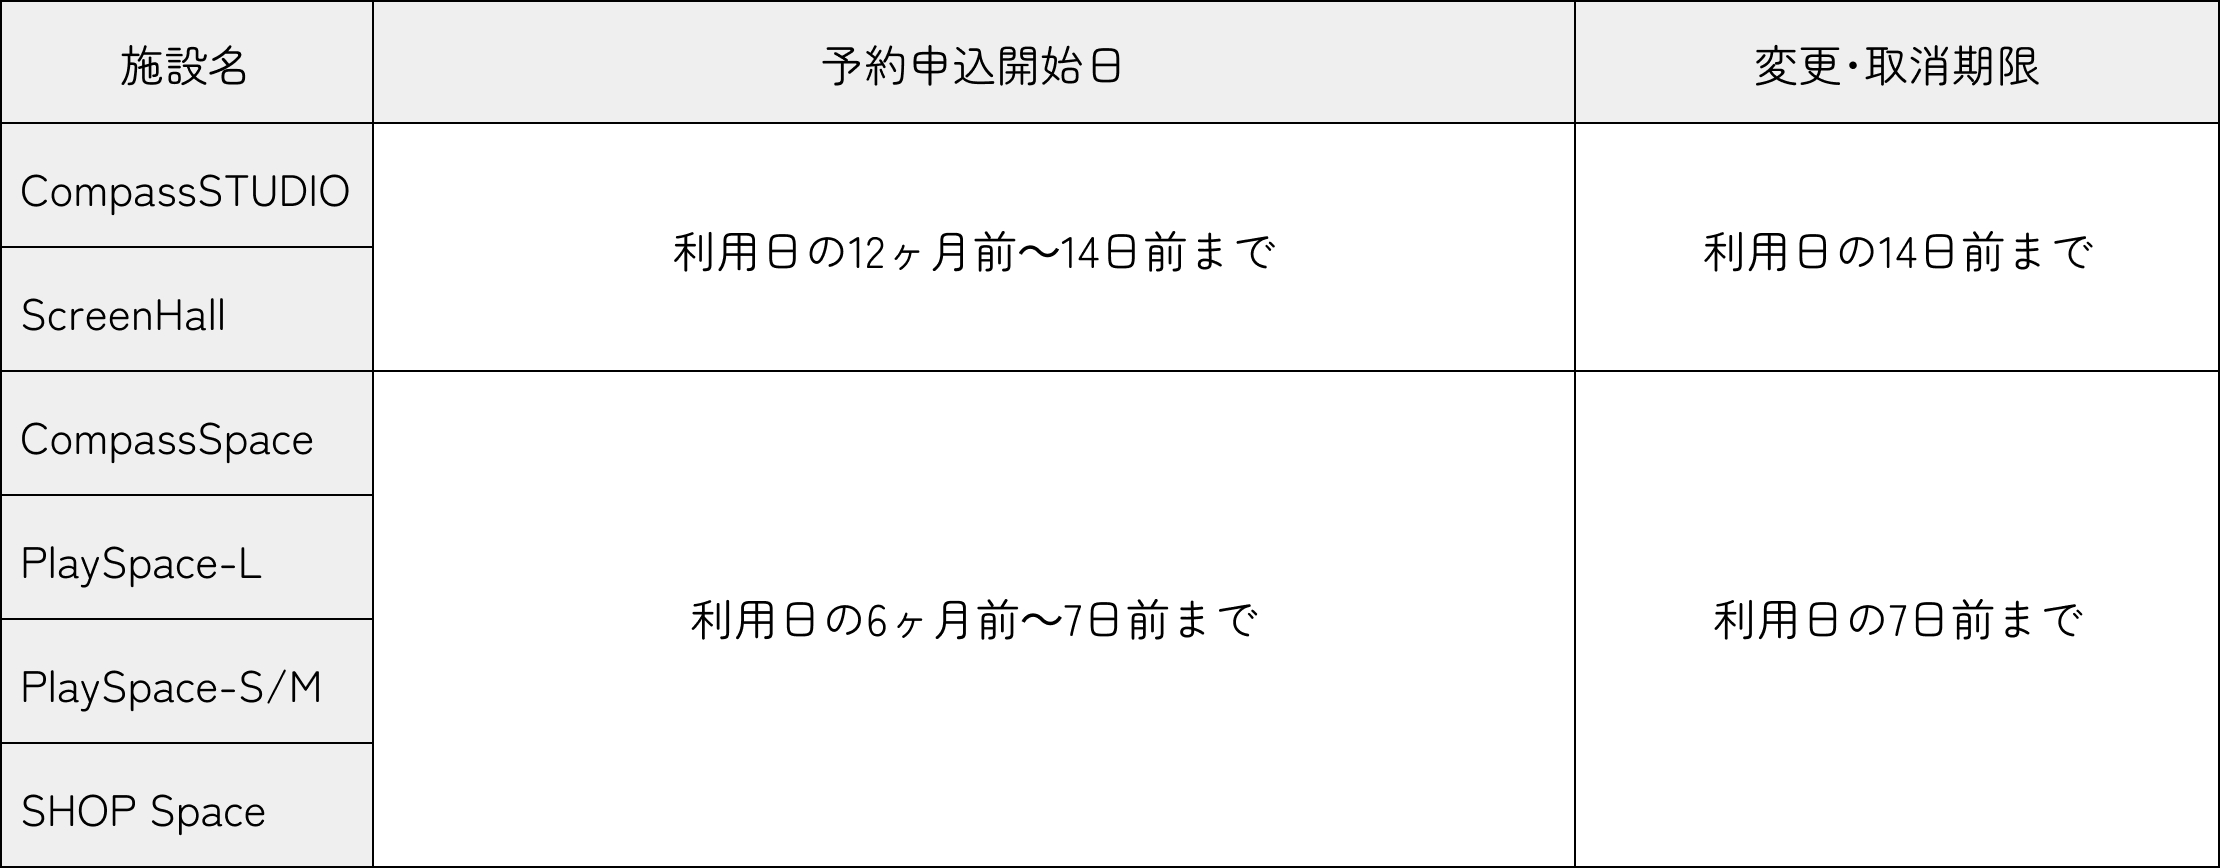 施設名
予約申込開始日
変更・取消期限
CompassSTUDIO
利用日の12ヶ月前〜14日前まで
利用日の14日前まで
ScreenHall
CompassSpace
利用日の6ヶ月前〜7日前まで
利用日の7日前まで
PlaySpace-L
PlaySpace-S/M
SHOP Space